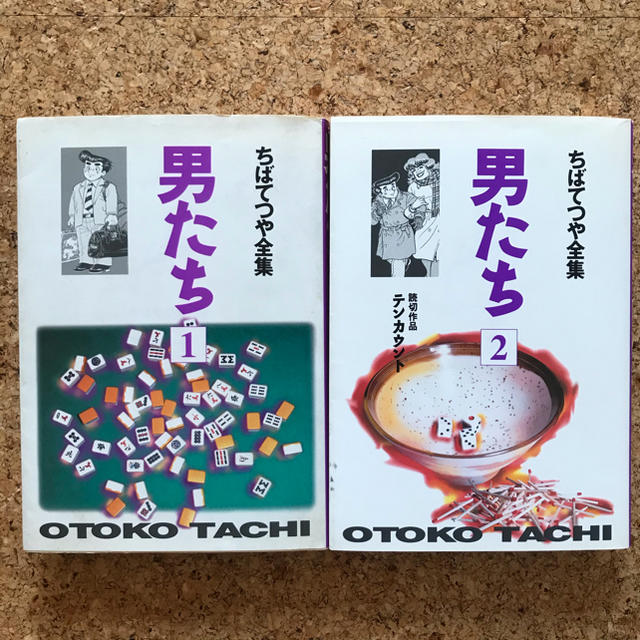 ちばてつや全集
男たち
1
OTOKO TACHI
ちばてつや全集
男たち
読切作品
テンカウント
2
OTOKO TACHI